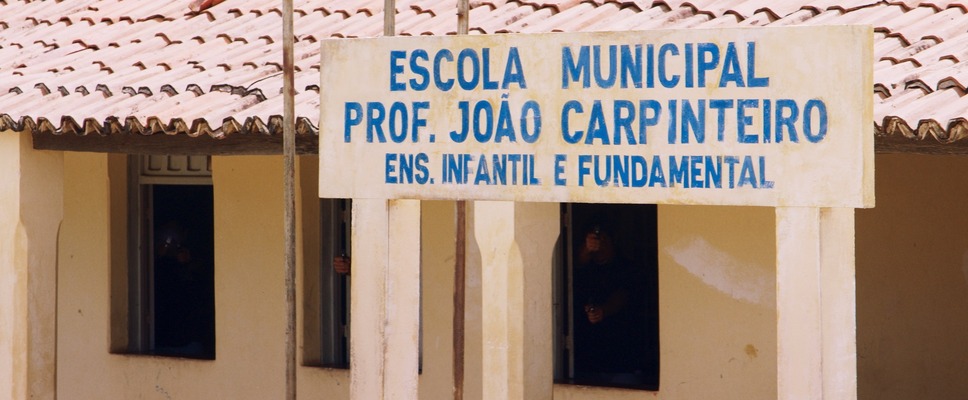 ESCOLA MUNICIPAL
PROF. JOÃO CARPINTEIRO
ENS. INFANTIL E FUNDAMENTAL